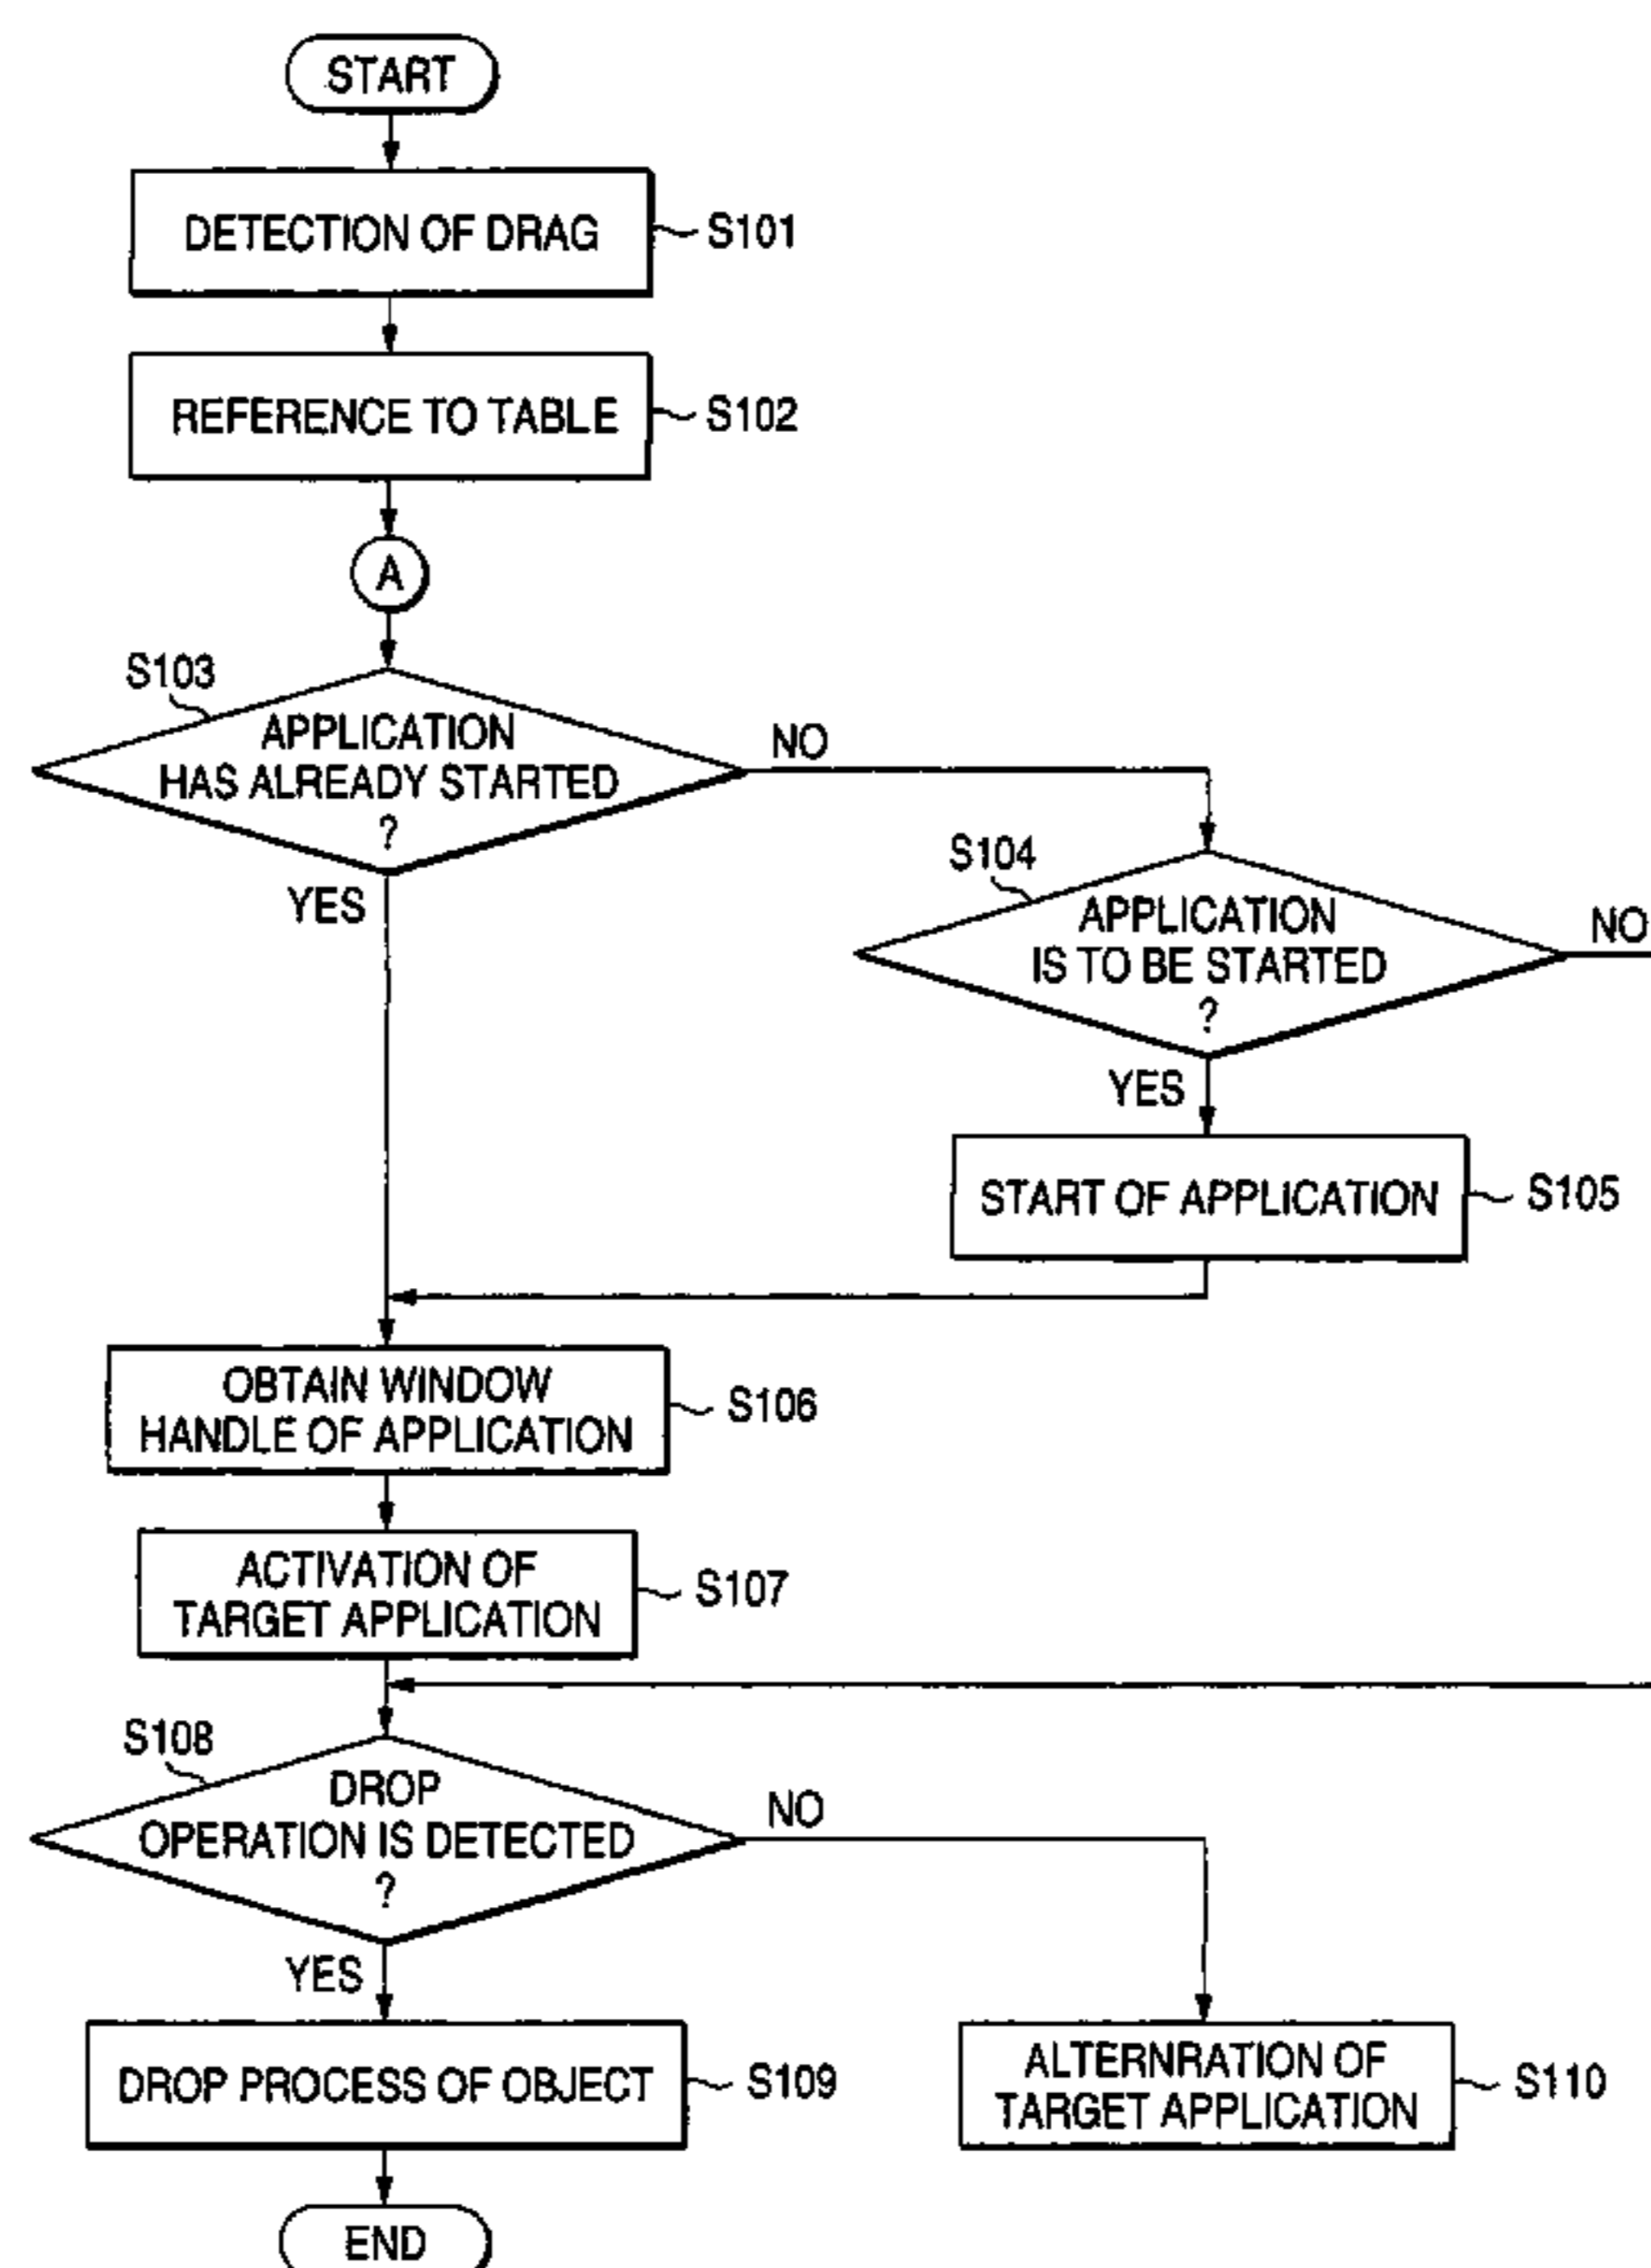 START
DETECTION OF DRAG
S101
REFERENCE TO TABLE
S102
A
S103
APPLICATION
HAS ALREADY STARTED
?
NO
YES
S104
APPLICATION
IS TO BE STARTED
?
NO
YES
START OF APPLICATION
S105
OBTAIN WINDOW
HANDLE OF APPLICATION
S106
ACTIVATION OF
TARGET APPLICATION
S107
S108
DROP
OPERATION IS DETECTED
?
NO
YES
DROP PROCESS OF OBJECT
S109
ALTERNRATION OF
TARGET APPLICATION
S110
END